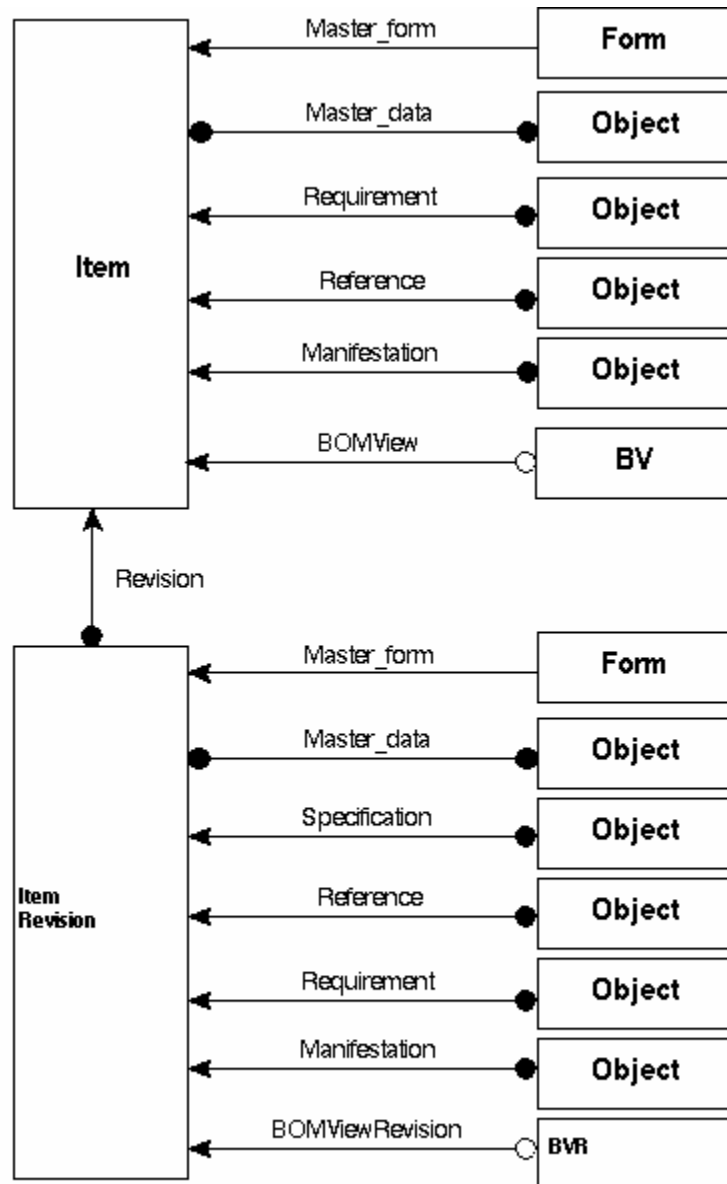 Master_form
Form
Master_data
Object
Requirement
Object
Item
Reference
Object
Manifestation
Object
BOMView
BV
Revision
Master_form
Form
Master_data
Object
Specification
Object
Item
Revision
Reference
Object
Requirement
Object
Manifestation
Object
BOMViewRevision
BVR